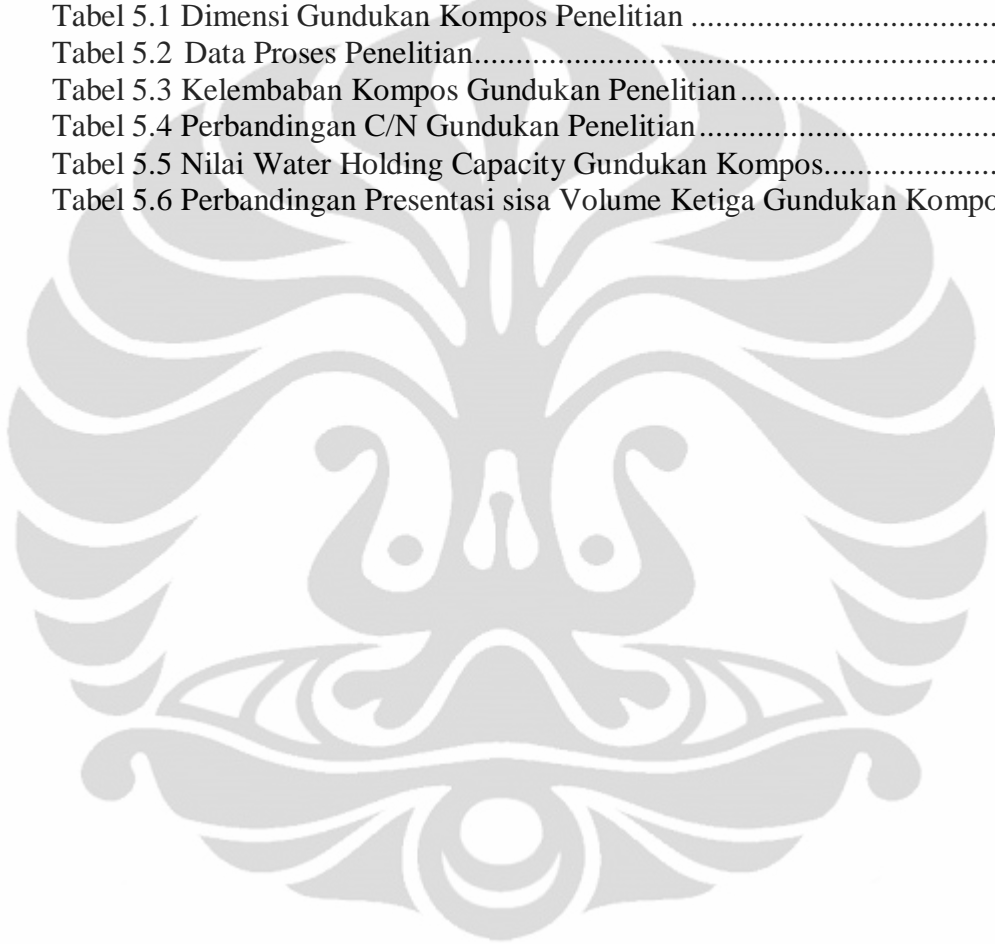 Tabel 5.1 Dimensi Gundukan Kompos Penelitian ....................................
Tabel 5.2 Data Proses Penelitian...............................................................
Tabel 5.3 Kelembaban Kompos Gundukan Penelitian ..............................
Tabel 5.4 Perbandingan C/N Gundukan Penelitian ...................................
Tabel 5.5 Nilai Water Holding Capacity Gundukan Kompos....................
Tabel 5.6 Perbandingan Presentasi sisa Volume Ketiga Gundukan